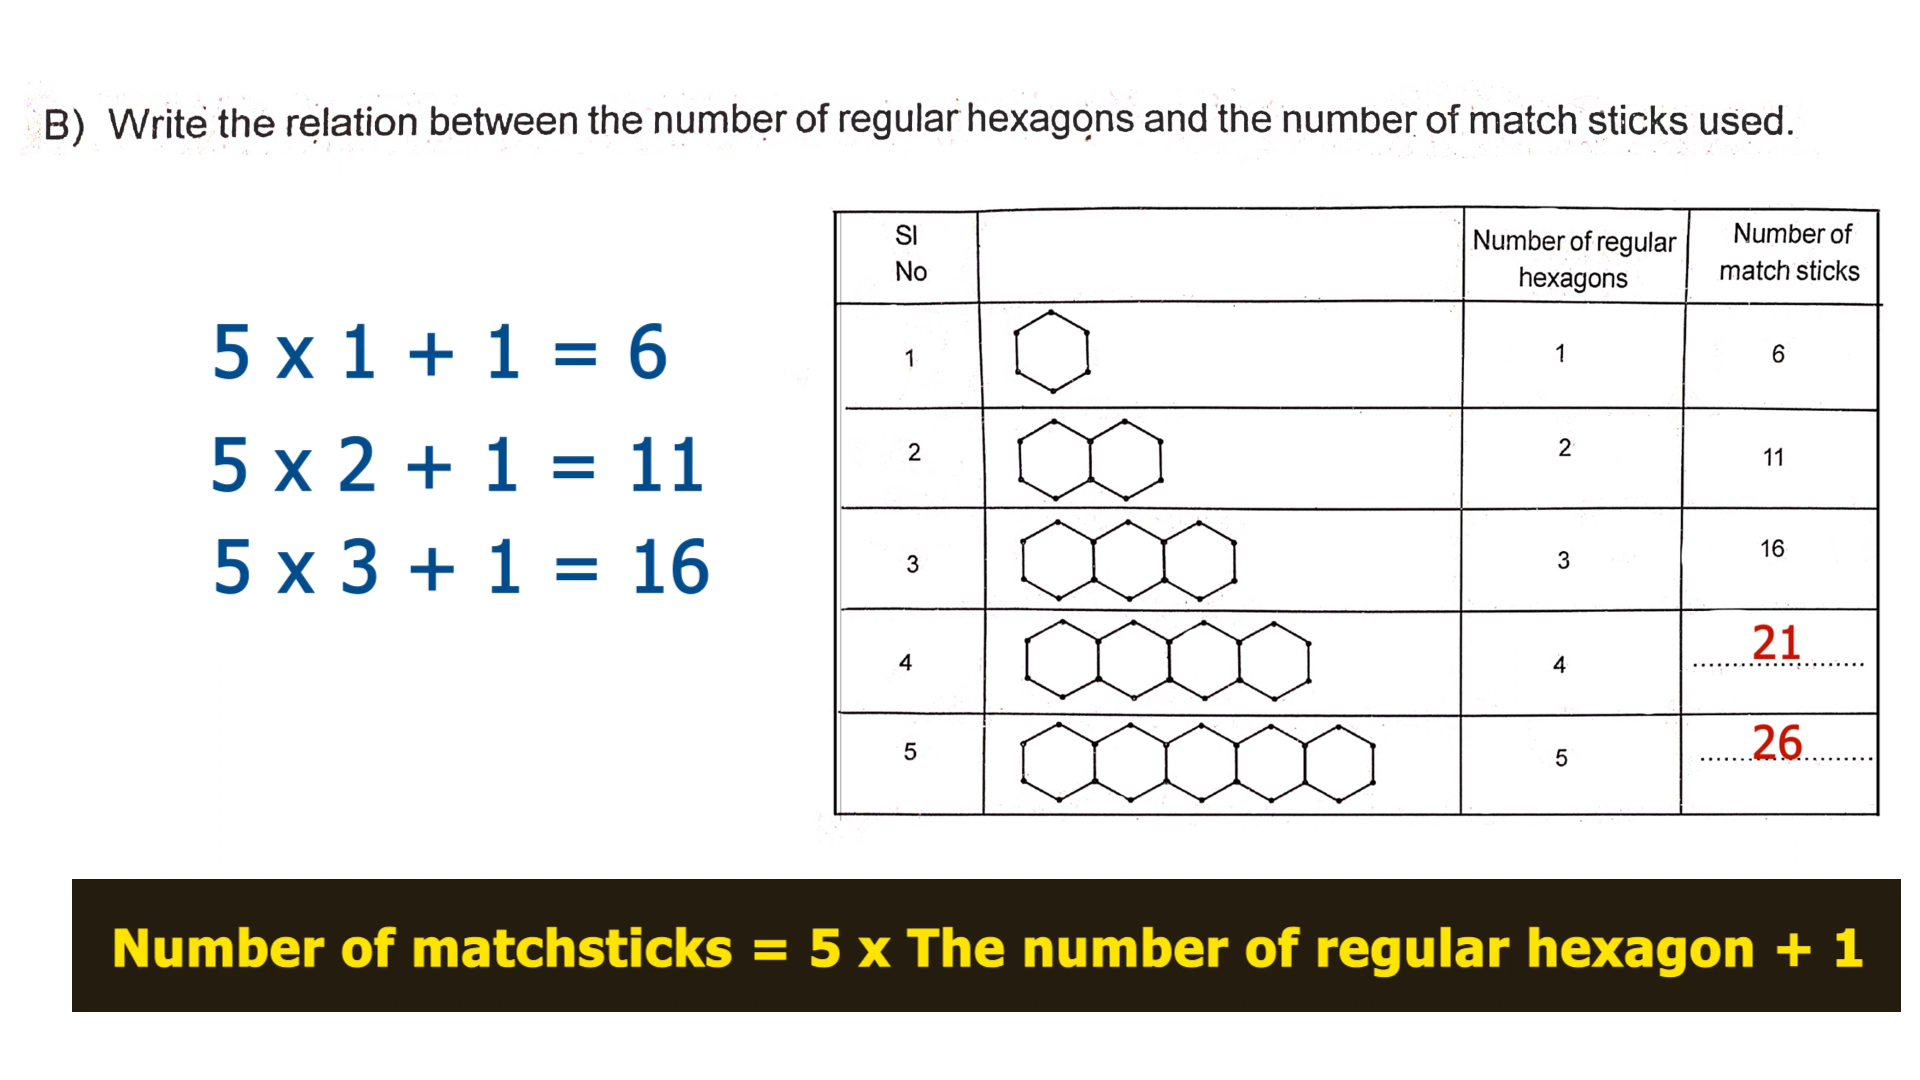 B) Write the relation between the number of regular hexagons and the number of match sticks used.
5 x 1 + 1 = 6
5 x 2 + 1 = 11
5 x 3 + 1 = 16
Sl No Number of regular hexagons Number of match sticks
1 1 6
2 2 11
3 3 16
4 4 21
5 5 26
Number of matchsticks = 5 x The number of regular hexagon + 1